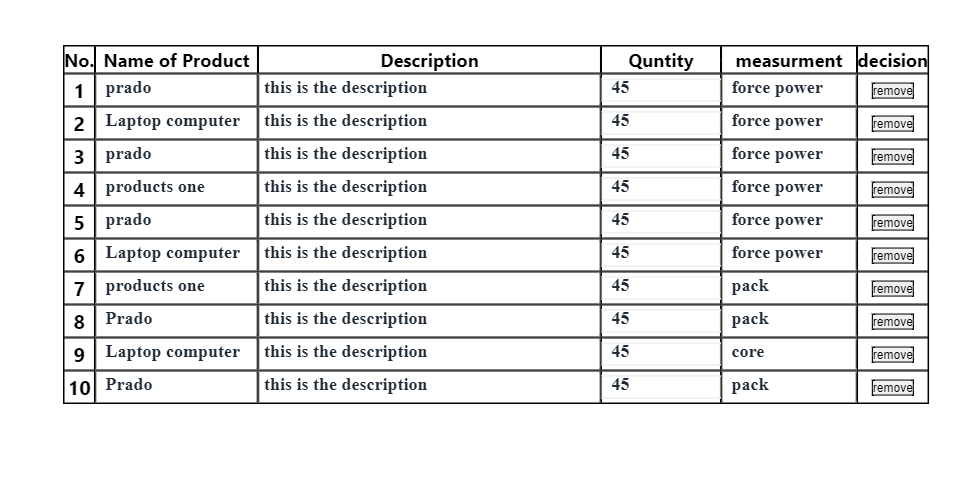 No. Name of Product Description Quntity measurment decision
1 prado this is the description 45 force power remove
2 Laptop computer this is the description 45 force power remove
3 prado this is the description 45 force power remove
4 products one this is the description 45 force power remove
5 prado this is the description 45 force power remove
6 Laptop computer this is the description 45 force power remove
7 products one this is the description 45 pack remove
8 Prado this is the description 45 pack remove
9 Laptop computer this is the description 45 core remove
10 Prado this is the description 45 pack remove